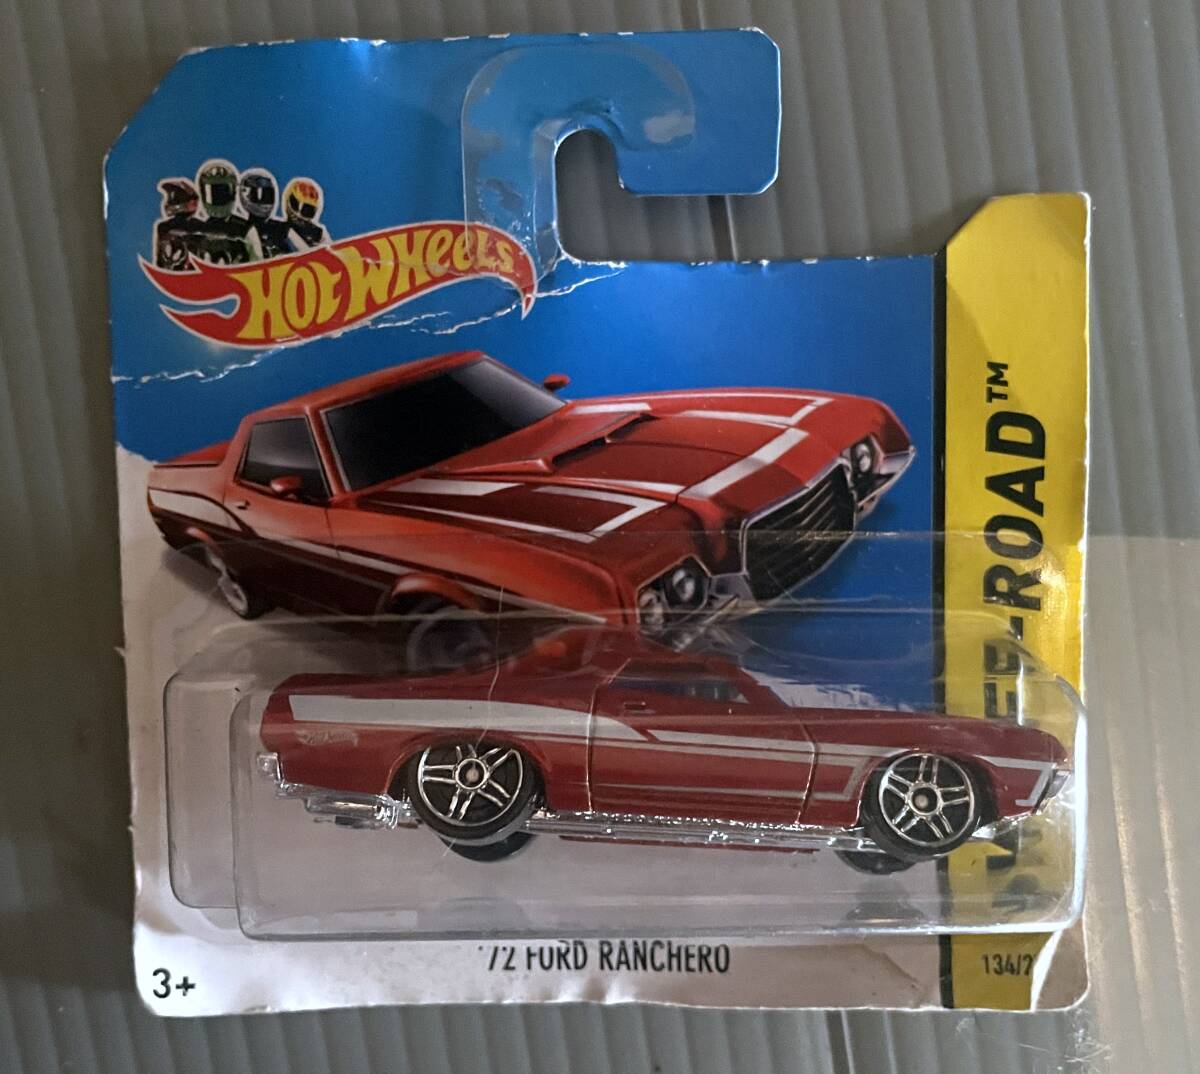 HOT WHEELS
-ROAD™
'72 FORD RANCHERO
3+
134/2